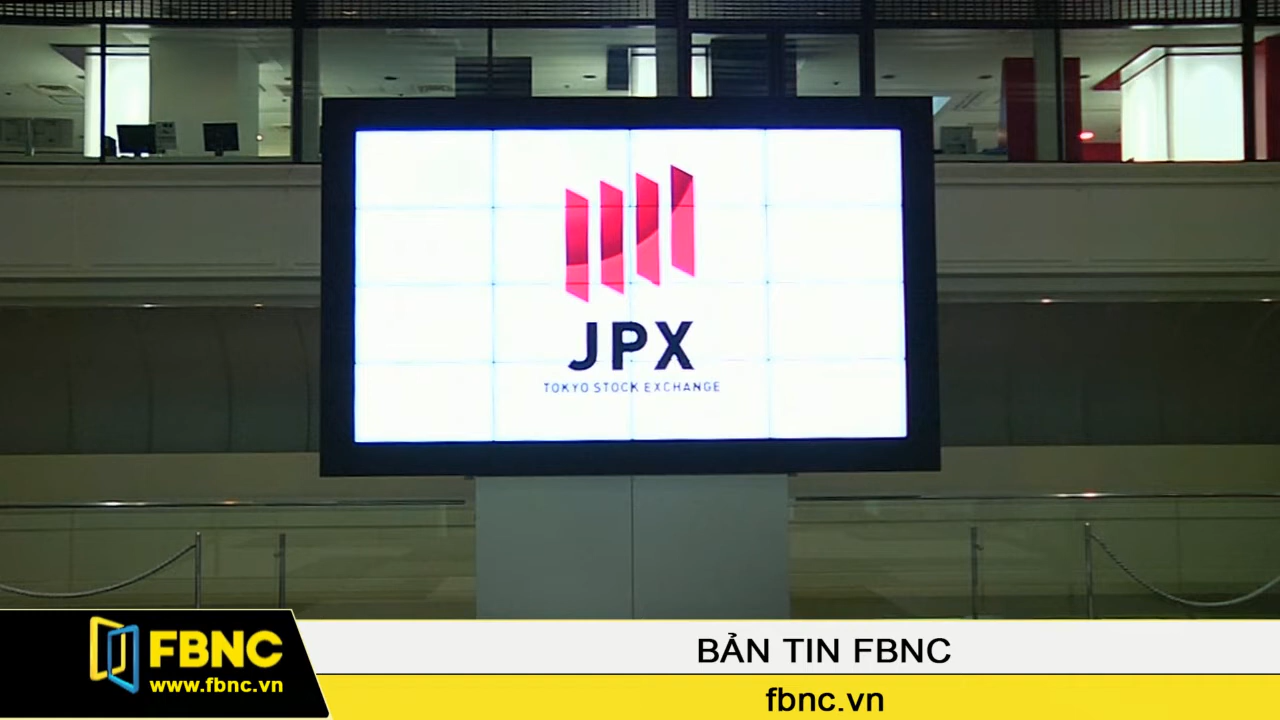 JPX
TOKYO STOCK EXCHANGE
FBNC
www.fbnc.vn
BẢN TIN FBNC
fbnc.vn